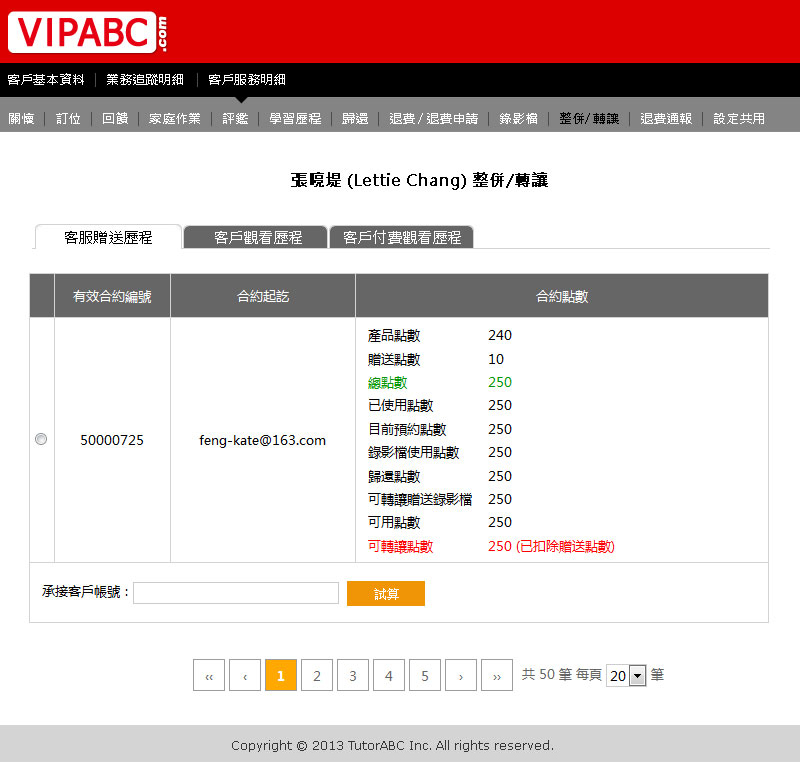 VIPABC.com
客戶基本資料 | 業務追蹤明細 | 客戶服務明細
關懷 | 訂位 | 回饋 | 家庭作業 | 評鑑 | 學習歷程 | 歸還 | 退費/退費申請 | 錄影檔 | 整併/轉讓 | 退費通報 | 設定共用
張嘎堤 (Lettie Chang) 整併/轉讓
客服贈送歷程 客戶觀看歷程 客戶付費觀看歷程
有效合約編號 合約起訖 合約點數
產品點數 240
贈送點數 10
總點數 250
已使用點數 250
目前預約點數 250
50000725 feng-kate@163.com
錄影檔使用點數 250
歸還點數 250
可轉讓贈送錄影檔 250
可用點數 250
可轉讓點數 250 (已扣除贈送點數)
承接客戶帳號：試算
‹‹ ‹ 1 2 3 4 5 › ›› 共 50 筆 每頁 20 筆
Copyright © 2013 TutorABC Inc. All rights reserved.